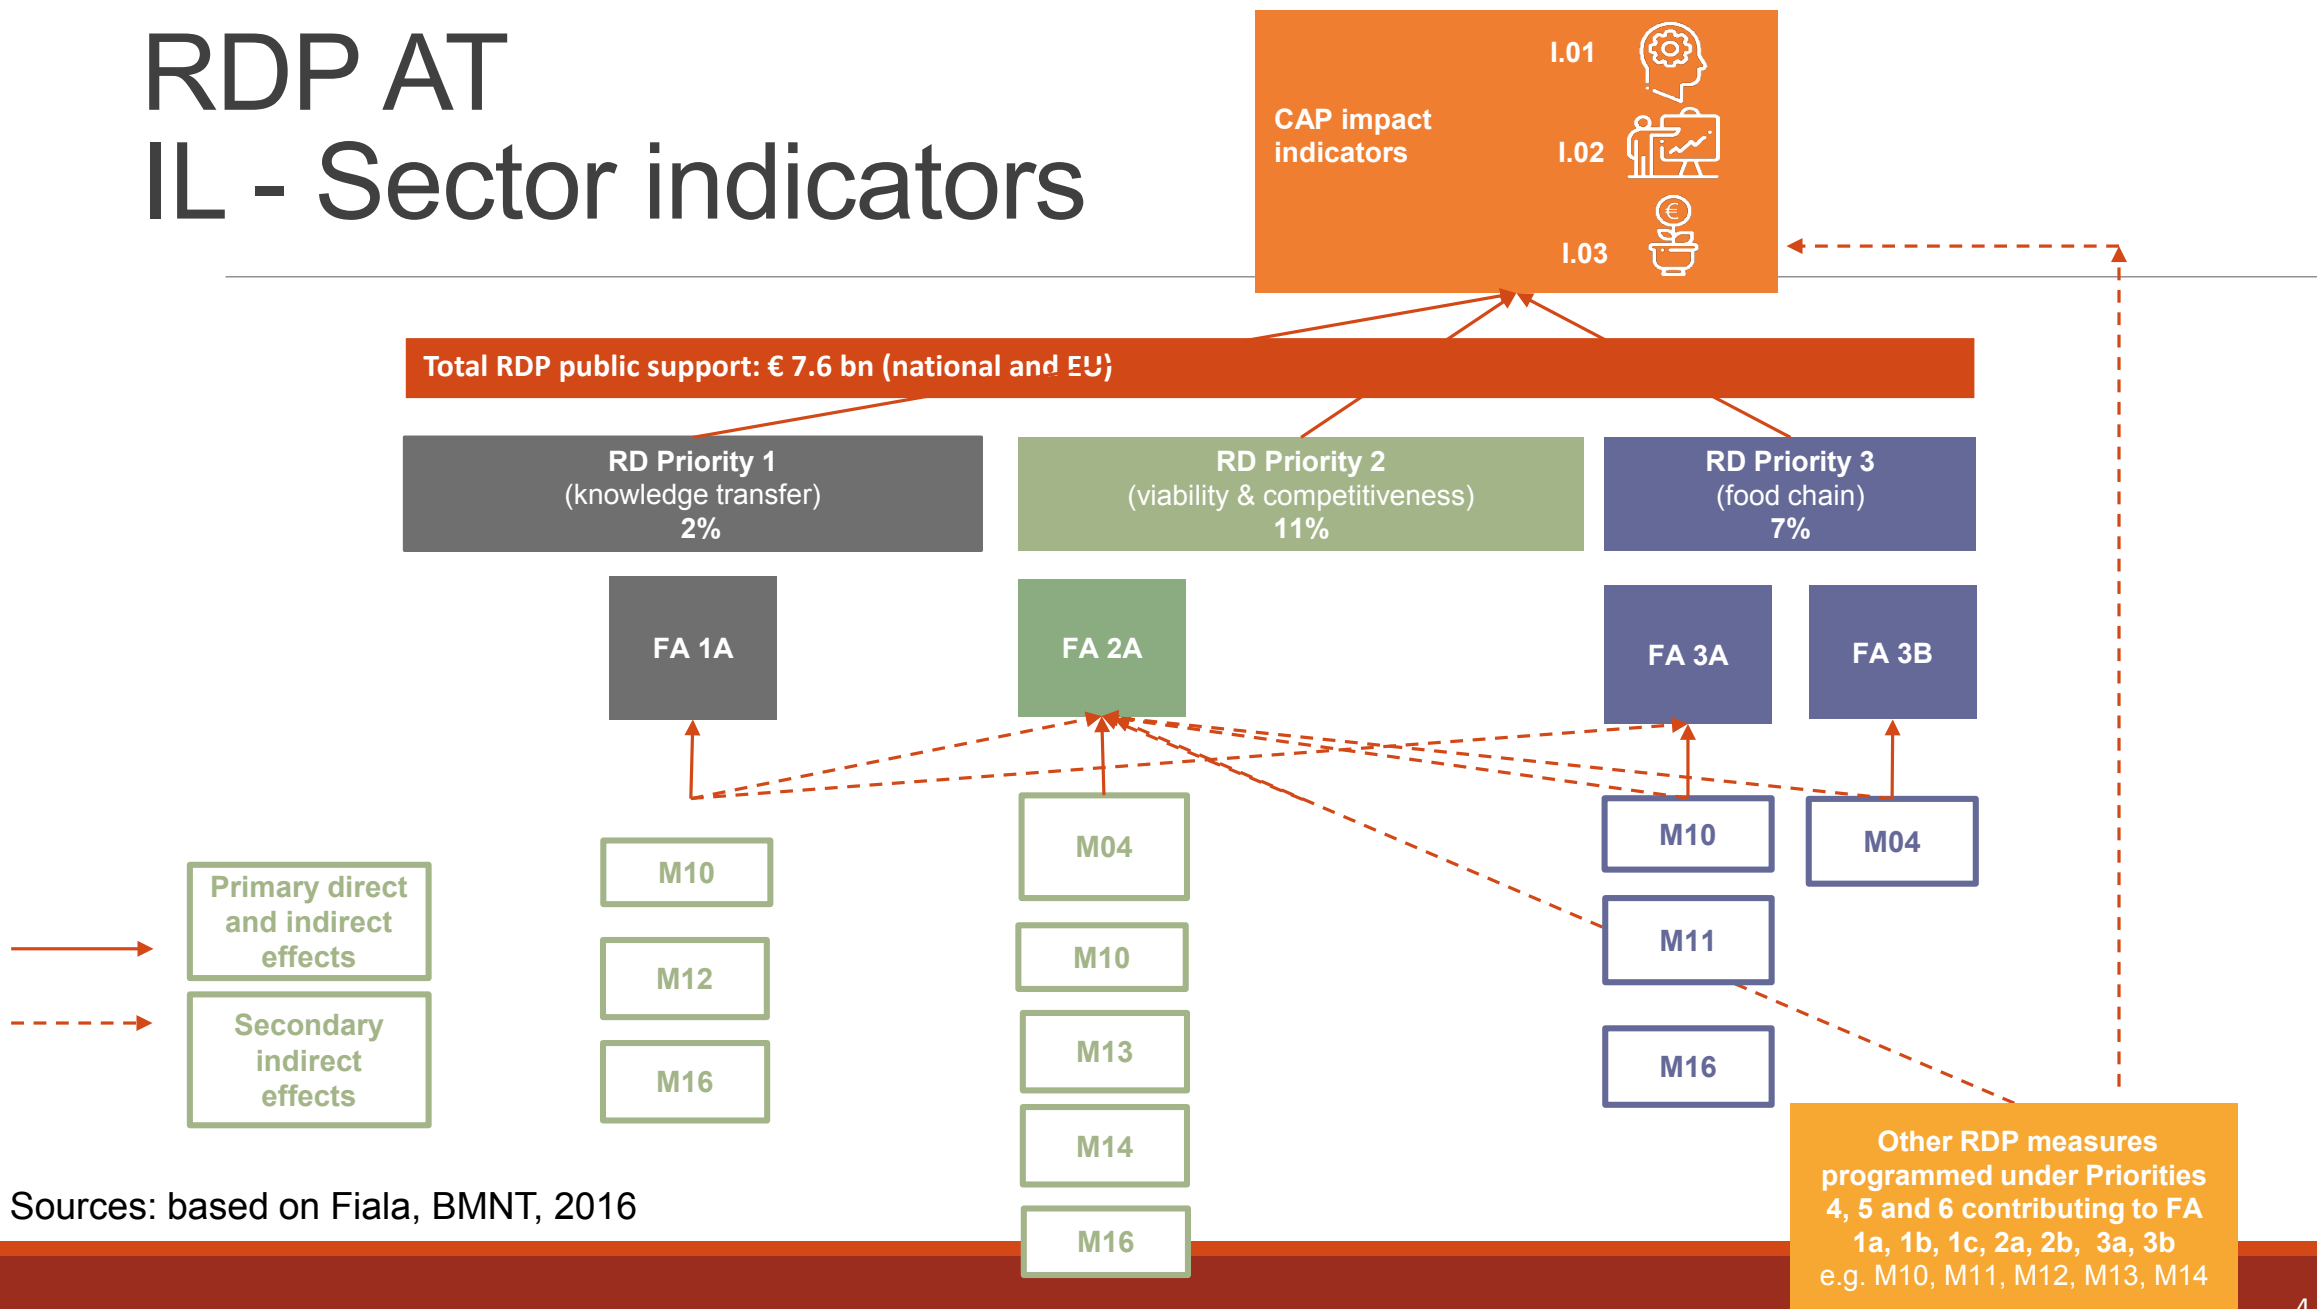 RDP AT
IL - Sector indicators
CAP impact
indicators
I.01
I.02
I.03
Total RDP public support: € 7.6 bn (national and EU)
RD Priority 1
(knowledge transfer)
2%
RD Priority 2
(viability & competitiveness)
11%
RD Priority 3
(food chain)
7%
FA 1A
FA 2A
FA 3A
FA 3B
M10
M12
M16
M04
M10
M13
M14
M16
M10
M11
M16
M04
Primary direct
and indirect
effects
Secondary
indirect
effects
Other RDP measures
programmed under Priorities
4, 5 and 6 contributing to FA
1a, 1b, 1c, 2a, 2b, 3a, 3b
e.g. M10, M11, M12, M13, M14
Sources: based on Fiala, BMNT, 2016